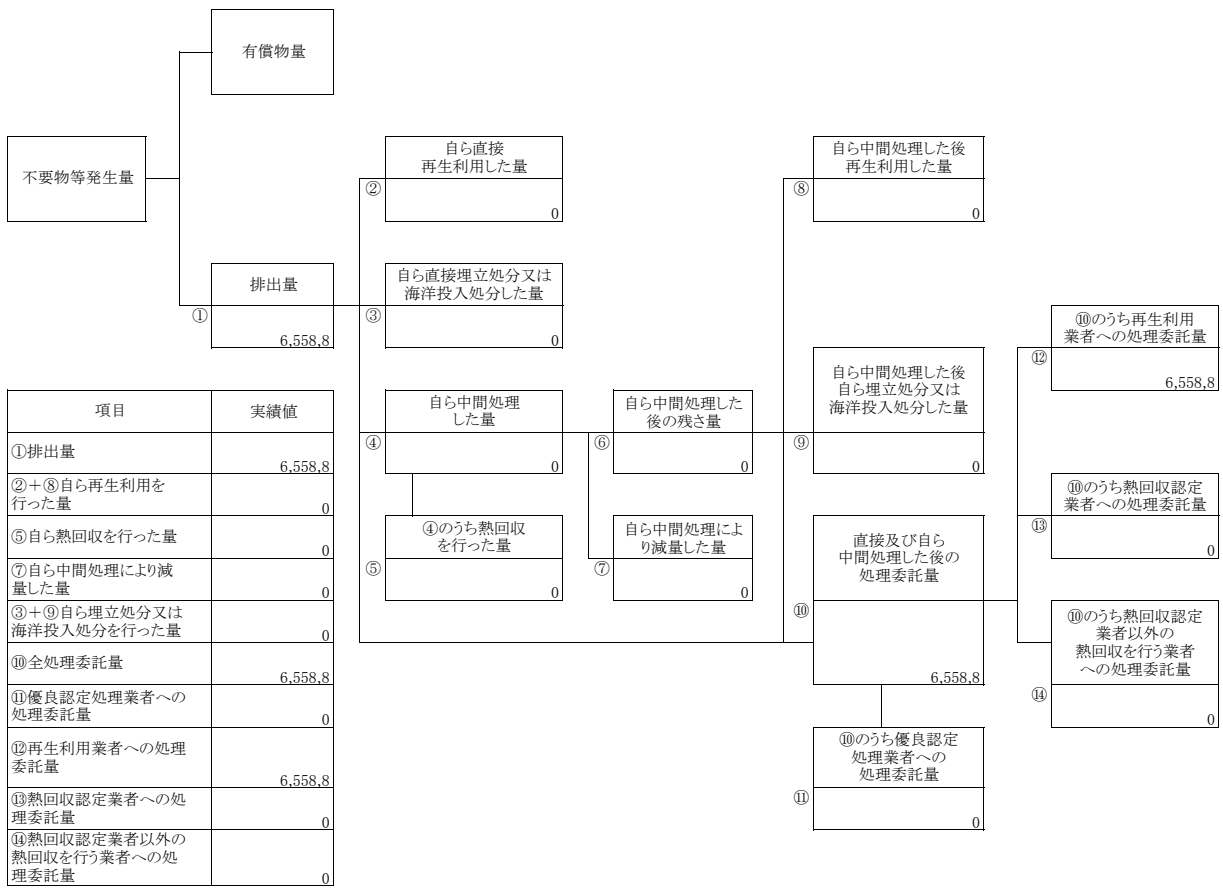 有償物量
不要物等発生量
自ら直接
再生利用した量
②
0
自ら中間処理した後
再生利用した量
⑧
0
排出量
①
6,558,8
自ら直接埋立処分又は
海洋投入処分した量
③
0
⑩のうち再生利用
業者への処理委託量
⑫
6,558,8
自ら中間処理
した量
④
0
自ら中間処理した
後の残さ量
⑥
0
自ら中間処理した後
自ら埋立処分又は
海洋投入処分した量
⑨
0
⑩のうち熱回収認定
業者への処理委託量
⑬
0
④のうち熱回収
を行った量
⑤
0
自ら中間処理によ
り減量した量
⑦
0
直接及び自ら
中間処理した後の
処理委託量
⑩
6,558,8
⑩のうち熱回収認定
業者以外の
熱回収を行う業者
への処理委託量
⑭
0
⑩のうち優良認定
処理業者への
処理委託量
⑪
0
項目 実績値
①排出量
6,558,8
②+⑧自ら再生利用を
行った量
0
⑤自ら熱回収を行った量
0
⑦自ら中間処理により減
量した量
0
③+⑨自ら埋立処分又は
海洋投入処分を行った量
0
⑩全処理委託量
6,558,8
⑪優良認定処理業者への
処理委託量
0
⑫再生利用業者への処理
委託量
6,558,8
⑬熱回収認定業者への処
理委託量
0
⑭熱回収認定業者以外の
熱回収を行う業者への処
理委託量
0